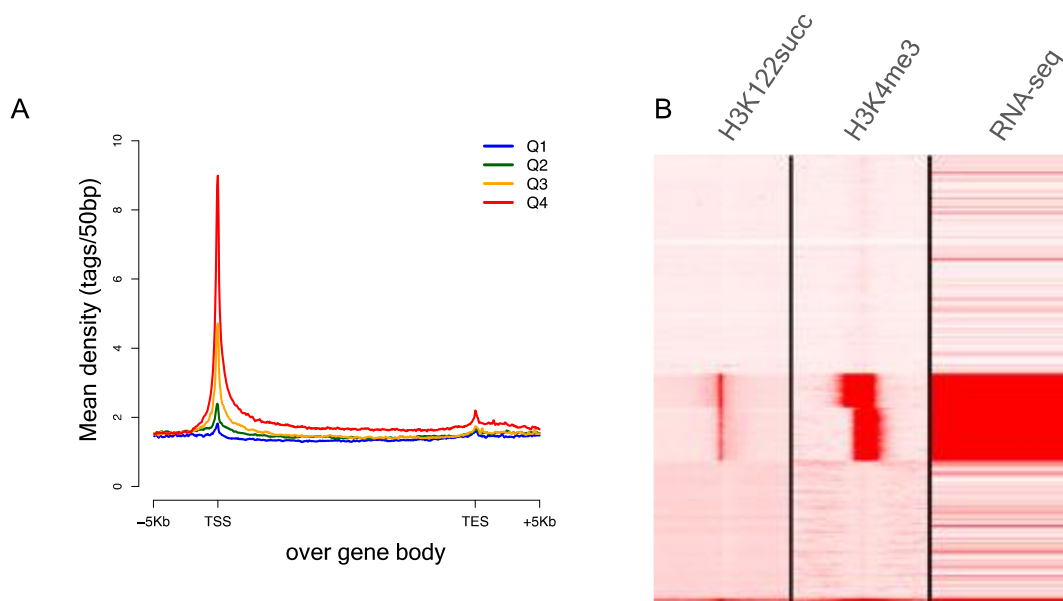 A
Mean density (tags/50bp)
10
8
6
4
2
0
Q1
Q2
Q3
Q4
−5Kb TSS TES +5Kb
over gene body
B
H3K122succ
H3K4me3
RNA-seq